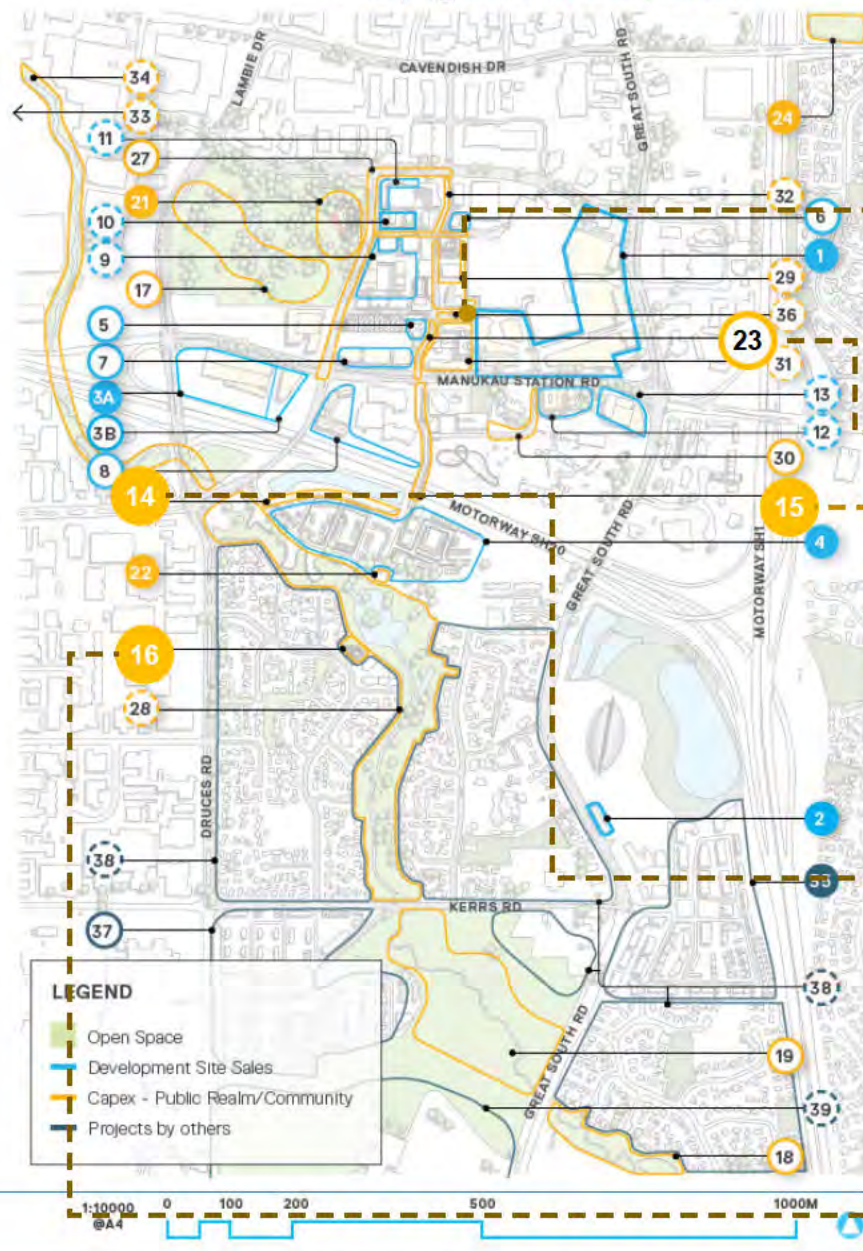 CAVENDISH DR
LAMBIE DR
GREAT SOUTH RD
34
33
11
27
21
10
9
17
5
7
3A
3B
8
14
22
16
28
38
37
24
32
6
1
29
36
23
31
13
12
30
15
4
2
38
19
39
18
MANUKAU STATION RD
MOTORWAY SH20
GREAT SOUTH RD
MOTORWAY SH1
DRUCES RD
KERRS RD
GREAT SOUTH RD
LEGEND
Open Space
Development Site Sales
Capex - Public Realm/Community
Projects by others
1:10000
@A4
0 100 200 500 1000M